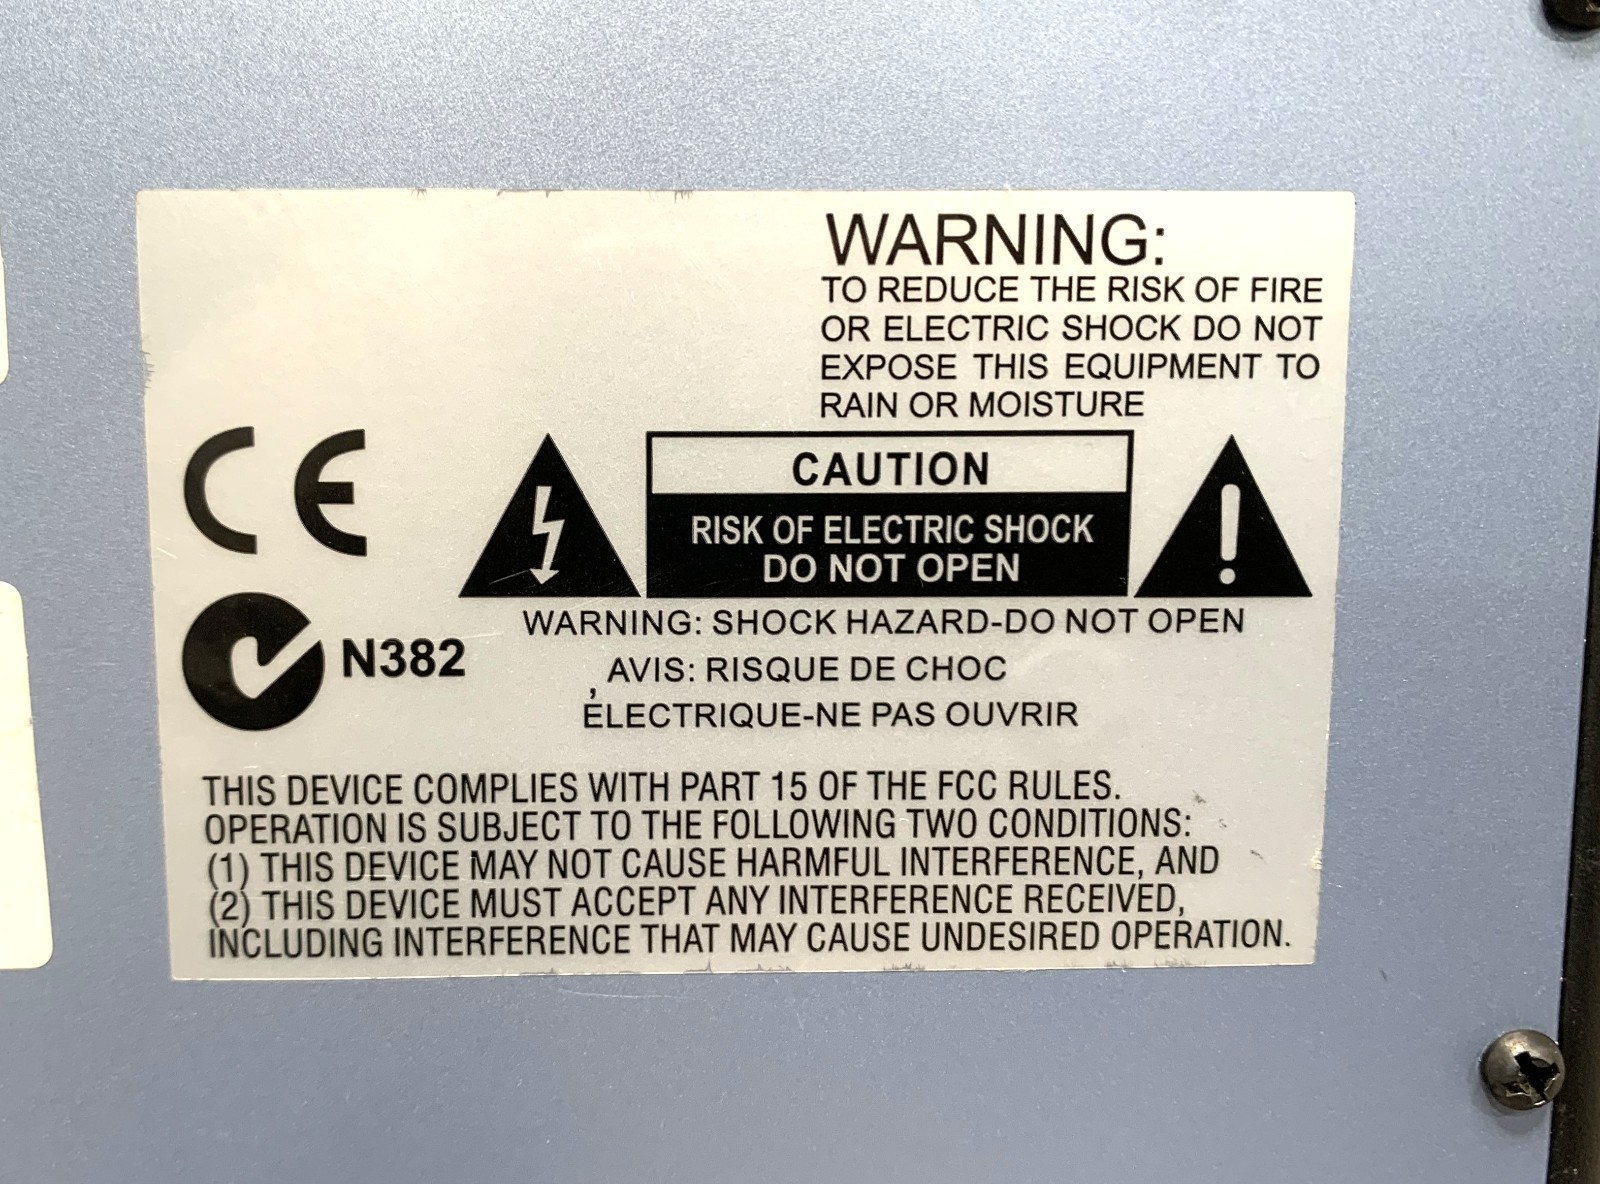 WARNING:
TO REDUCE THE RISK OF FIRE
OR ELECTRIC SHOCK DO NOT
EXPOSE THIS EQUIPMENT TO
RAIN OR MOISTURE
CE
CAUTION
RISK OF ELECTRIC SHOCK
DO NOT OPEN
N382
WARNING: SHOCK HAZARD-DO NOT OPEN
AVIS: RISQUE DE CHOC
ÉLECTRIQUE-NE PAS OUVRIR
THIS DEVICE COMPLIES WITH PART 15 OF THE FCC RULES.
OPERATION IS SUBJECT TO THE FOLLOWING TWO CONDITIONS:
(1) THIS DEVICE MAY NOT CAUSE HARMFUL INTERFERENCE, AND
(2) THIS DEVICE MUST ACCEPT ANY INTERFERENCE RECEIVED,
INCLUDING INTERFERENCE THAT MAY CAUSE UNDESIRED OPERATION.